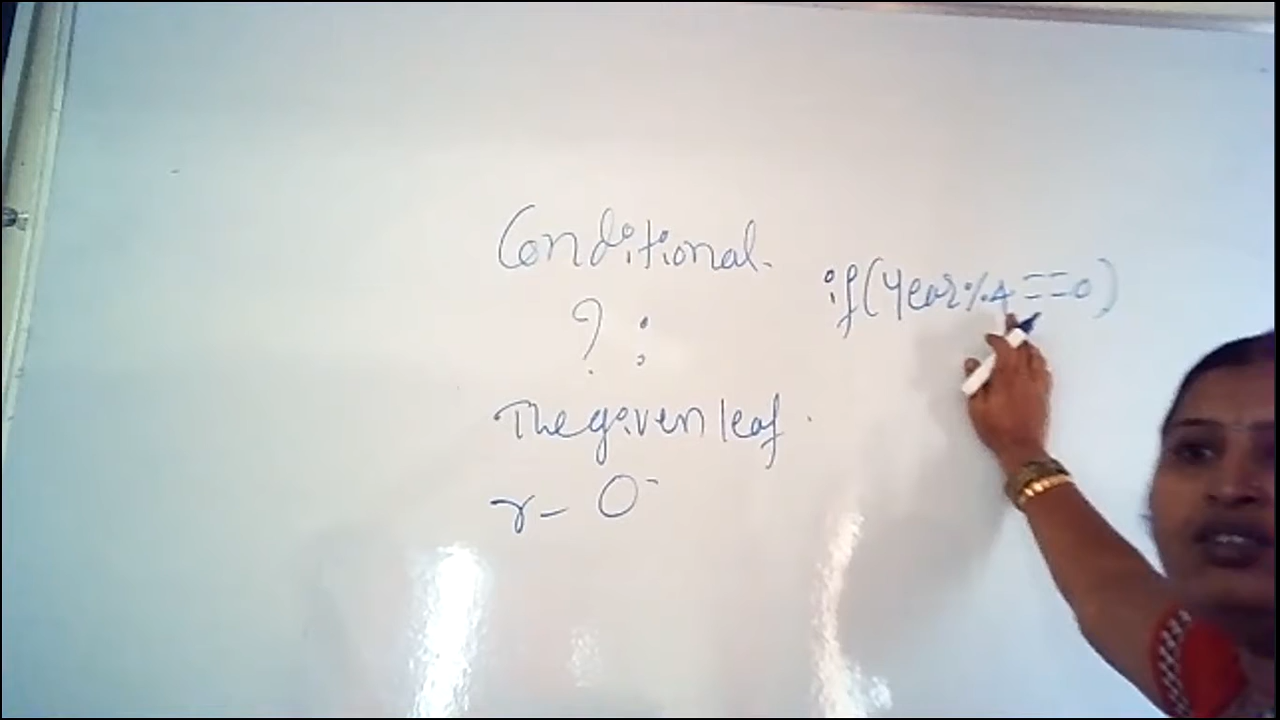 Conditional.
? :
The given leaf
r - 0
if(Year%4==0)